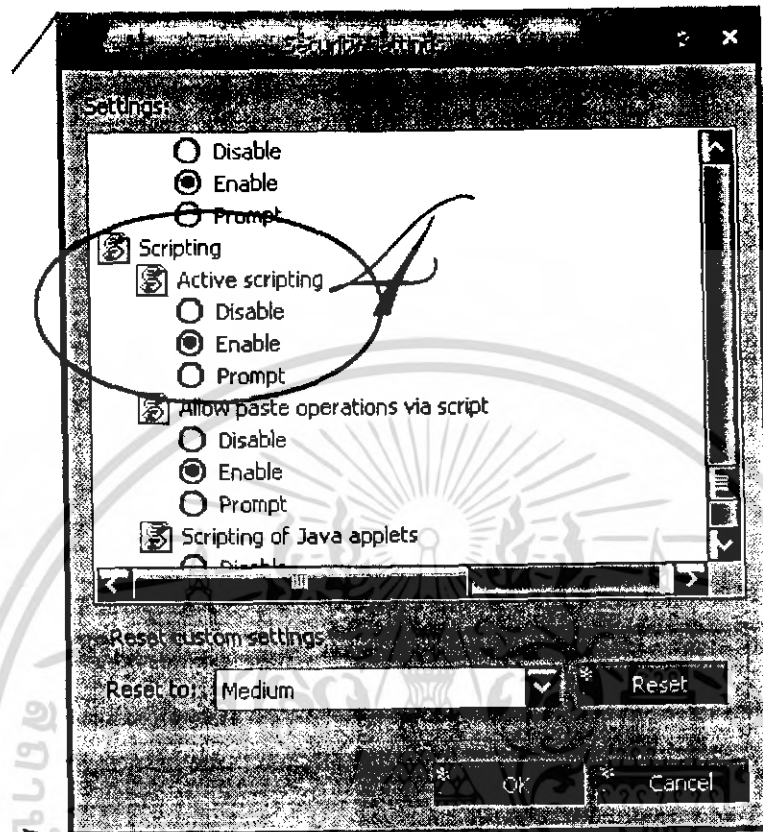 Security Settings
Settings:
Disable
Enable
Prompt
Scripting
Active scripting
Disable
Enable
Prompt
Allow paste operations via script
Disable
Enable
Prompt
Scripting of Java applets
Disable
Reset custom settings
Reset to: Medium
Reset
OK
Cancel